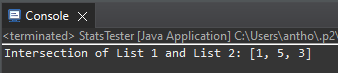 Console
<terminated> StatsTester [Java Application] C:\Users\antho\.p2\
Intersection of List 1 and List 2: [1, 5, 3]